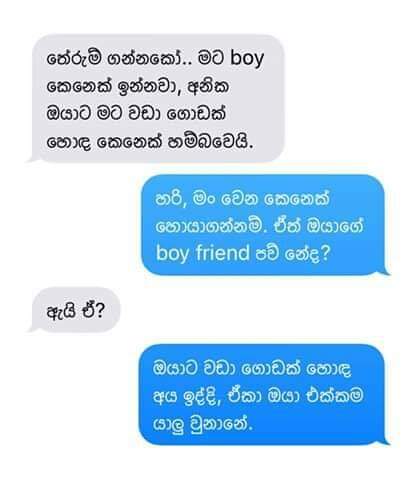 තේරුම් ගන්නකෝ.. මට boy
කෙනෙක් ඉන්නවා, අනික
ඔයාට මට වඩා ගොඩක්
හොඳ කෙනෙක් හම්බවෙයි.
හරි, මං වෙන කෙනෙක්
හොයාගන්නම්. ඒත් ඔයාගේ
boy friend පව් නේද?
ඇයි ඒ?
ඔයාට වඩා ගොඩක් හොඳ
අය ඉද්දි, ඒකා ඔයා එක්කම
යාලු වුනානේ.